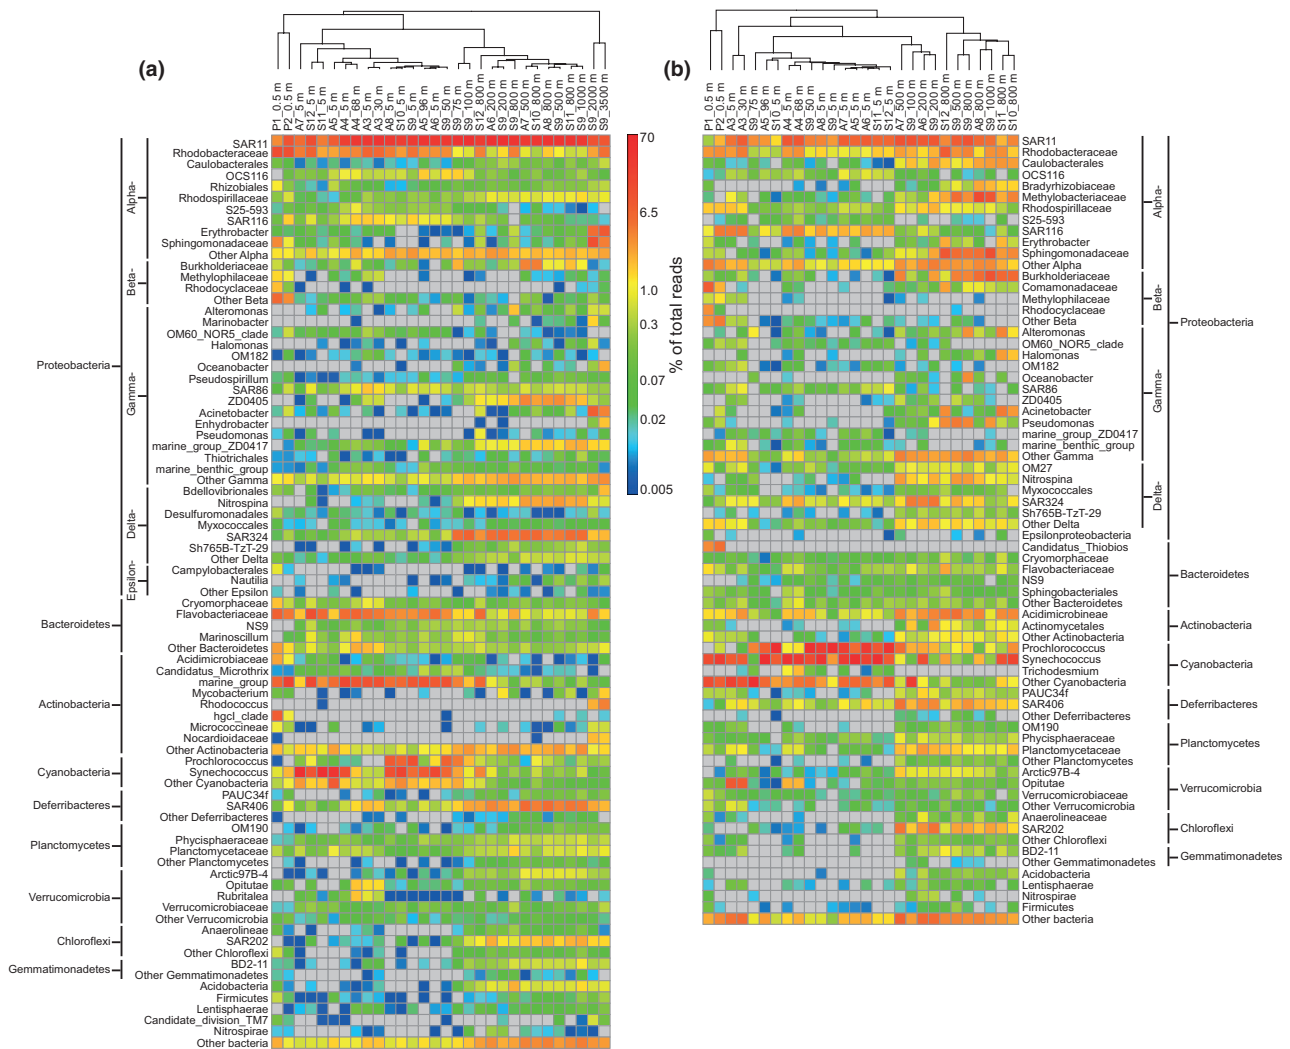 (a)
P1_0.5 m
P2_0.5 m
A7_5 m
S12_5 m
S11_5 m
A5_5 m
A4_5 m
A4_68 m
A3_5 m
A3_30 m
A8_5 m
S10_5 m
S9_5 m
A5_96 m
A6_5 m
S9_50 m
S9_75 m
S9_100 m
S12_800 m
A6_200 m
S9_200 m
S9_800 m
A7_500 m
S10_800 m
A8_800 m
S9_500 m
S11_800 m
S9_1000 m
S9_2000 m
S9_3500 m
SAR11
Rhodobacteraceae
Caulobacterales
OCS116
Rhizobiales
Rhodospirillaceae
S25-593
SAR116
Erythrobacter
Sphingomonadaceae
Other Alpha
Burkholderiaceae
Methylophilaceae
Rhodocyclaceae
Other Beta
Alteromonas
Marinobacter
OM60_NOR5_clade
Halomonas
OM182
Oceanobacter
Pseudospirillum
SAR86
ZD0405
Acinetobacter
Enhydrobacter
Pseudomonas
marine_group_ZD0417
Thiotrichales
marine_benthic_group
Other Gamma
Bdellovibrionales
Nitrospina
Desulfuromonadales
Myxococcales
SAR324
Sh765B-TzT-29
Other Delta
Campylobacterales
Nautilia
Other Epsilon
Cryomorphaceae
Flavobacteriaceae
NS9
Marinoscillum
Other Bacteroidetes
Acidimicrobiaceae
Candidatus_Microthrix
marine_group
Mycobacterium
Rhodococcus
hgcl_clade
Micrococcineae
Nocardioidaceae
Other Actinobacteria
Prochlorococcus
Synechococcus
Other Cyanobacteria
PAUC34f
SAR406
Other Deferribacteres
OM190
Phycisphaeraceae
Planctomycetaceae
Other Planctomycetes
Arctic97B-4
Opitutae
Rubritalea
Verrucomicrobiaceae
Other Verrucomicrobia
Anaerolineae
SAR202
Other Chloroflexi
BD2-11
Other Gemmatimonadetes
Acidobacteria
Firmicutes
Lentisphaerae
Candidate_division_TM7
Nitrospirae
Other bacteria
Alpha-
Beta-
Gamma-
Delta-
Epsilon-
Proteobacteria
Bacteroidetes
Actinobacteria
Cyanobacteria
Deferribacteres
Planctomycetes
Verrucomicrobia
Chloroflexi
Gemmatimonadetes
70
6.5
1.0
0.3
0.07
0.02
0.005
% of total reads
(b)
P1_0.5 m
P2_0.5 m
A3_5 m
A3_30 m
S9_75 m
A5_96 m
S10_5 m
A4_5 m
A4_68 m
S9_50 m
A8_5 m
S9_5 m
A7_5 m
A5_5 m
A6_5 m
S11_5 m
S12_5 m
A7_500 m
S9_100 m
A6_200 m
S9_200 m
S12_800 m
S9_500 m
S9_800 m
A8_800 m
S9_1000 m
S11_800 m
S10_800 m
SAR11
Rhodobacteraceae
Caulobacterales
OCS116
Bradyrhizobiaceae
Methylobacteriaceae
Rhodospirillaceae
S25-593
SAR116
Erythrobacter
Sphingomonadaceae
Other Alpha
Burkholderiaceae
Comamonadaceae
Methylophilaceae
Rhodocyclaceae
Other Beta
Alteromonas
OM60_NOR5_clade
Halomonas
OM182
Oceanobacter
SAR86
ZD0405
Acinetobacter
Pseudomonas
marine_group_ZD0417
marine_benthic_group
Other Gamma
OM27
Nitrospina
Myxococcales
SAR324
Sh765B-TzT-29
Other Delta
Epsilonproteobacteria
Candidatus_Thiobios
Cryomorphaceae
Flavobacteriaceae
NS9
Sphingobacteriales
Other Bacteroidetes
Acidimicrobineae
Actinomycetales
Other Actinobacteria
Prochlorococcus
Synechococcus
Trichodesmium
Other Cyanobacteria
PAUC34f
SAR406
Other Deferribacteres
OM190
Phycisphaeraceae
Planctomycetaceae
Other Planctomycetes
Arctic97B-4
Opitutae
Verrucomicrobiaceae
Other Verrucomicrobia
Anaerolineaceae
SAR202
Other Chloroflexi
BD2-11
Other Gemmatimonadetes
Acidobacteria
Lentisphaerae
Nitrospirae
Firmicutes
Other bacteria
Alpha-
Beta-
Gamma-
Delta-
Proteobacteria
Bacteroidetes
Actinobacteria
Cyanobacteria
Deferribacteres
Planctomycetes
Verrucomicrobia
Chloroflexi
Gemmatimonadetes